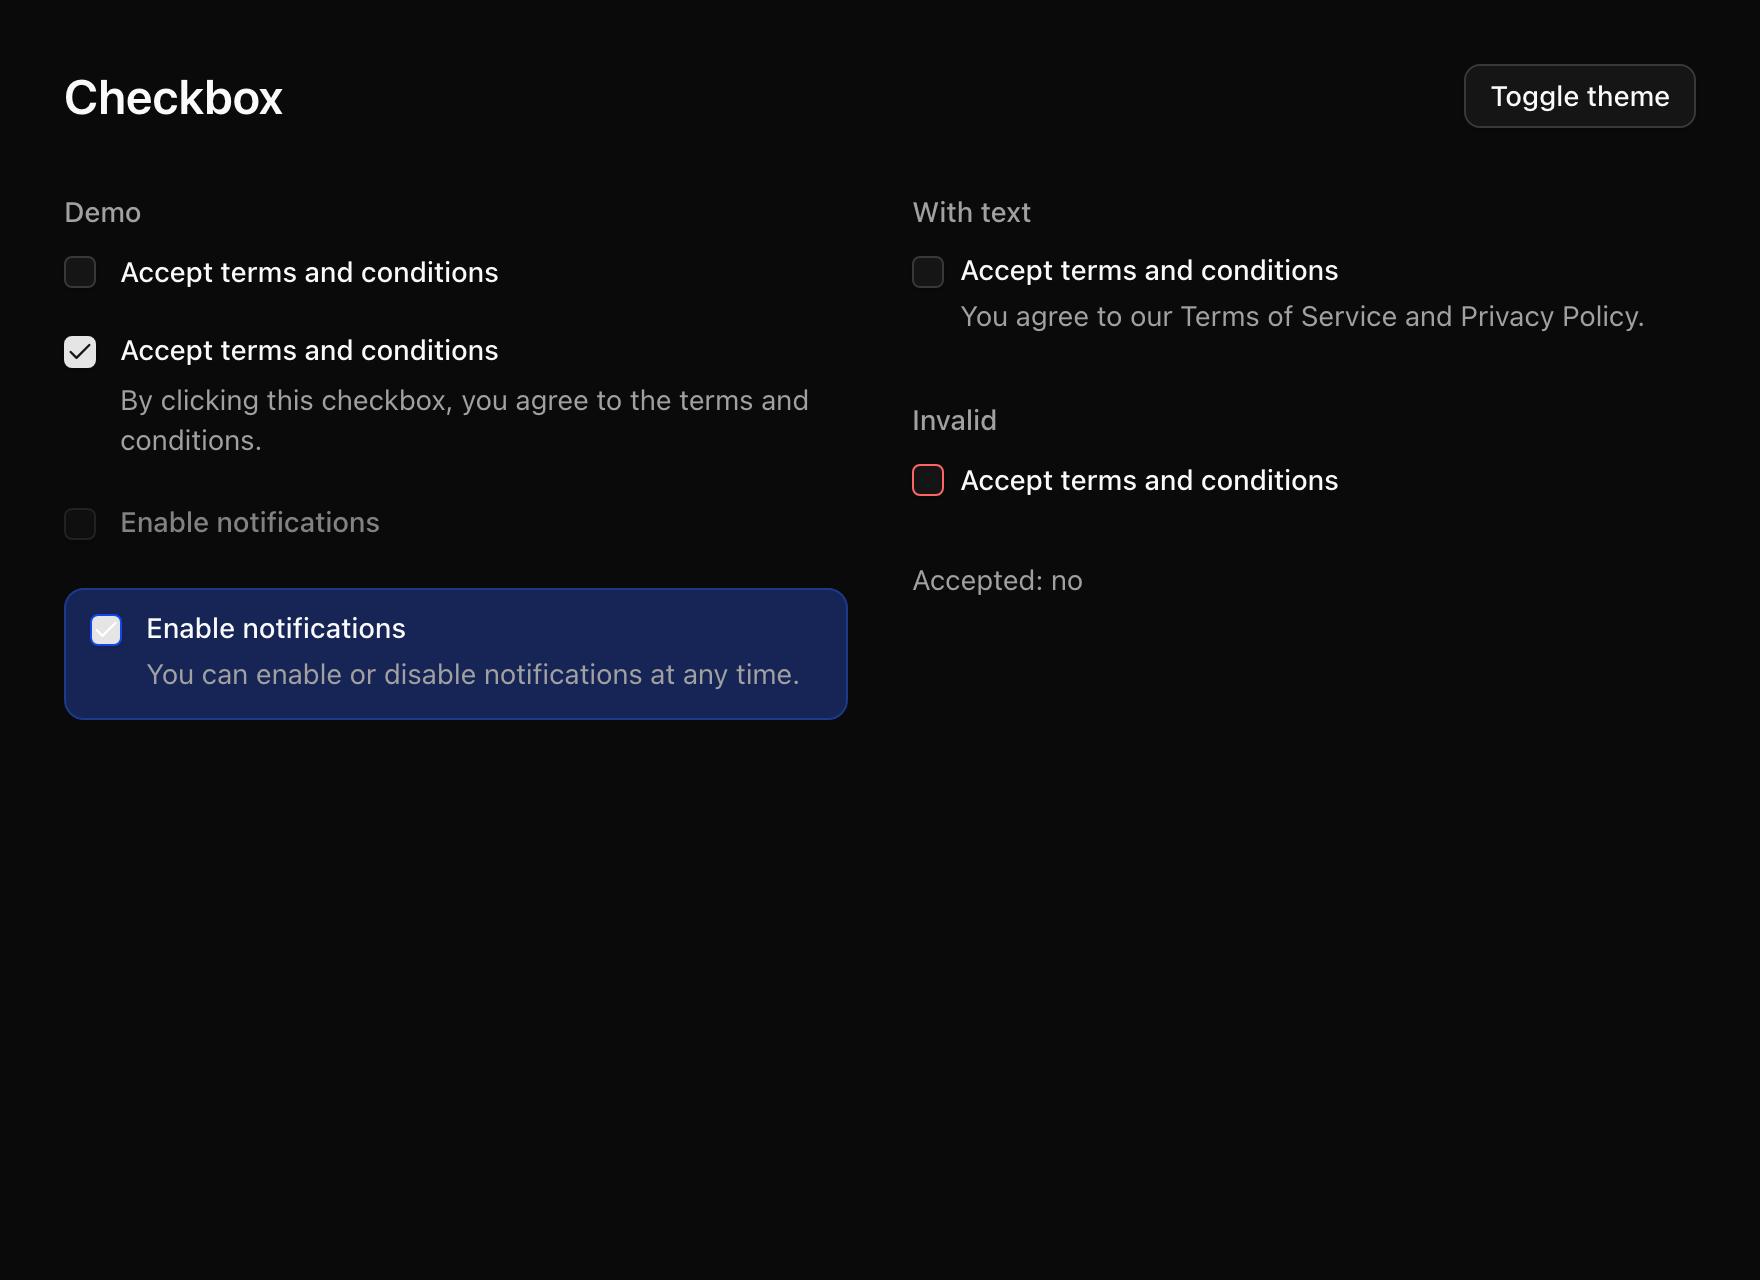 Checkbox
Toggle theme
Demo
Accept terms and conditions
Accept terms and conditions
By clicking this checkbox, you agree to the terms and
conditions.
Enable notifications
Enable notifications
You can enable or disable notifications at any time.
With text
Accept terms and conditions
You agree to our Terms of Service and Privacy Policy.
Invalid
Accept terms and conditions
Accepted: no